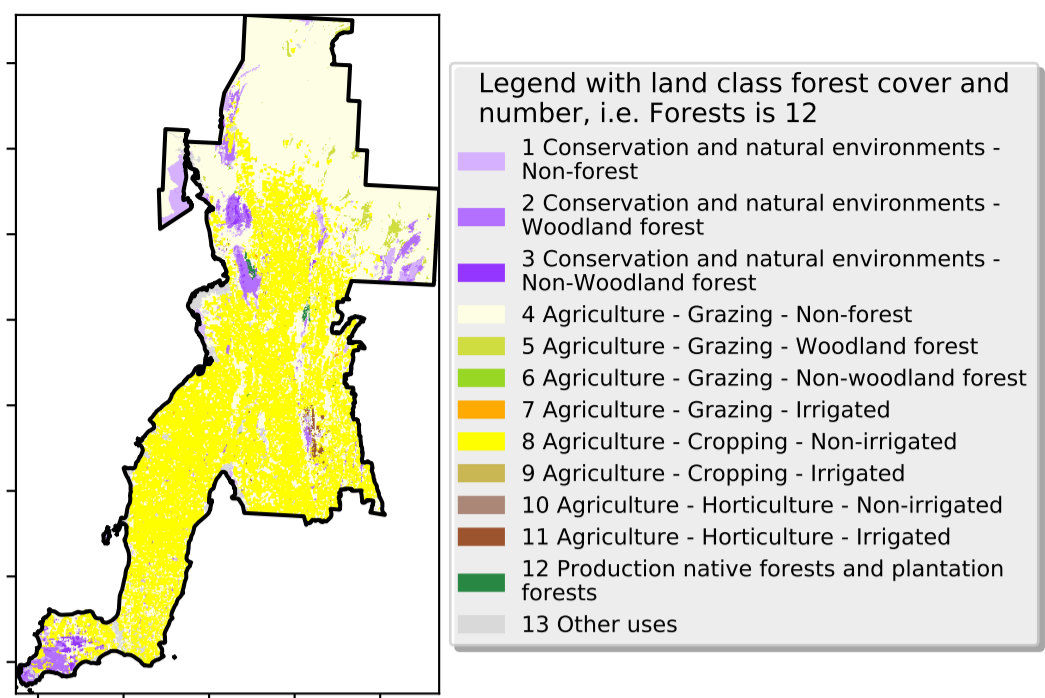 Legend with land class forest cover and
number, i.e. Forests is 12
1 Conservation and natural environments -
Non-forest
2 Conservation and natural environments -
Woodland forest
3 Conservation and natural environments -
Non-Woodland forest
4 Agriculture - Grazing - Non-forest
5 Agriculture - Grazing - Woodland forest
6 Agriculture - Grazing - Non-woodland forest
7 Agriculture - Grazing - Irrigated
8 Agriculture - Cropping - Non-irrigated
9 Agriculture - Cropping - Irrigated
10 Agriculture - Horticulture - Non-irrigated
11 Agriculture - Horticulture - Irrigated
12 Production native forests and plantation
forests
13 Other uses